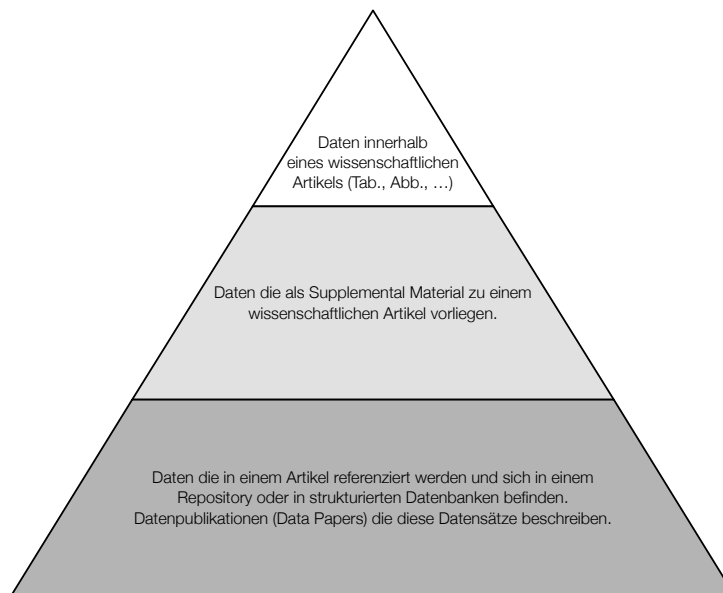 Daten innerhalb
eines wissenschaftlichen
Artikels (Tab., Abb., …)
Daten die als Supplemental Material zu einem
wissenschaftlichen Artikel vorliegen.
Daten die in einem Artikel referenziert werden und sich in einem
Repository oder in strukturierten Datenbanken befinden.
Datenpublikationen (Data Papers) die diese Datensätze beschreiben.